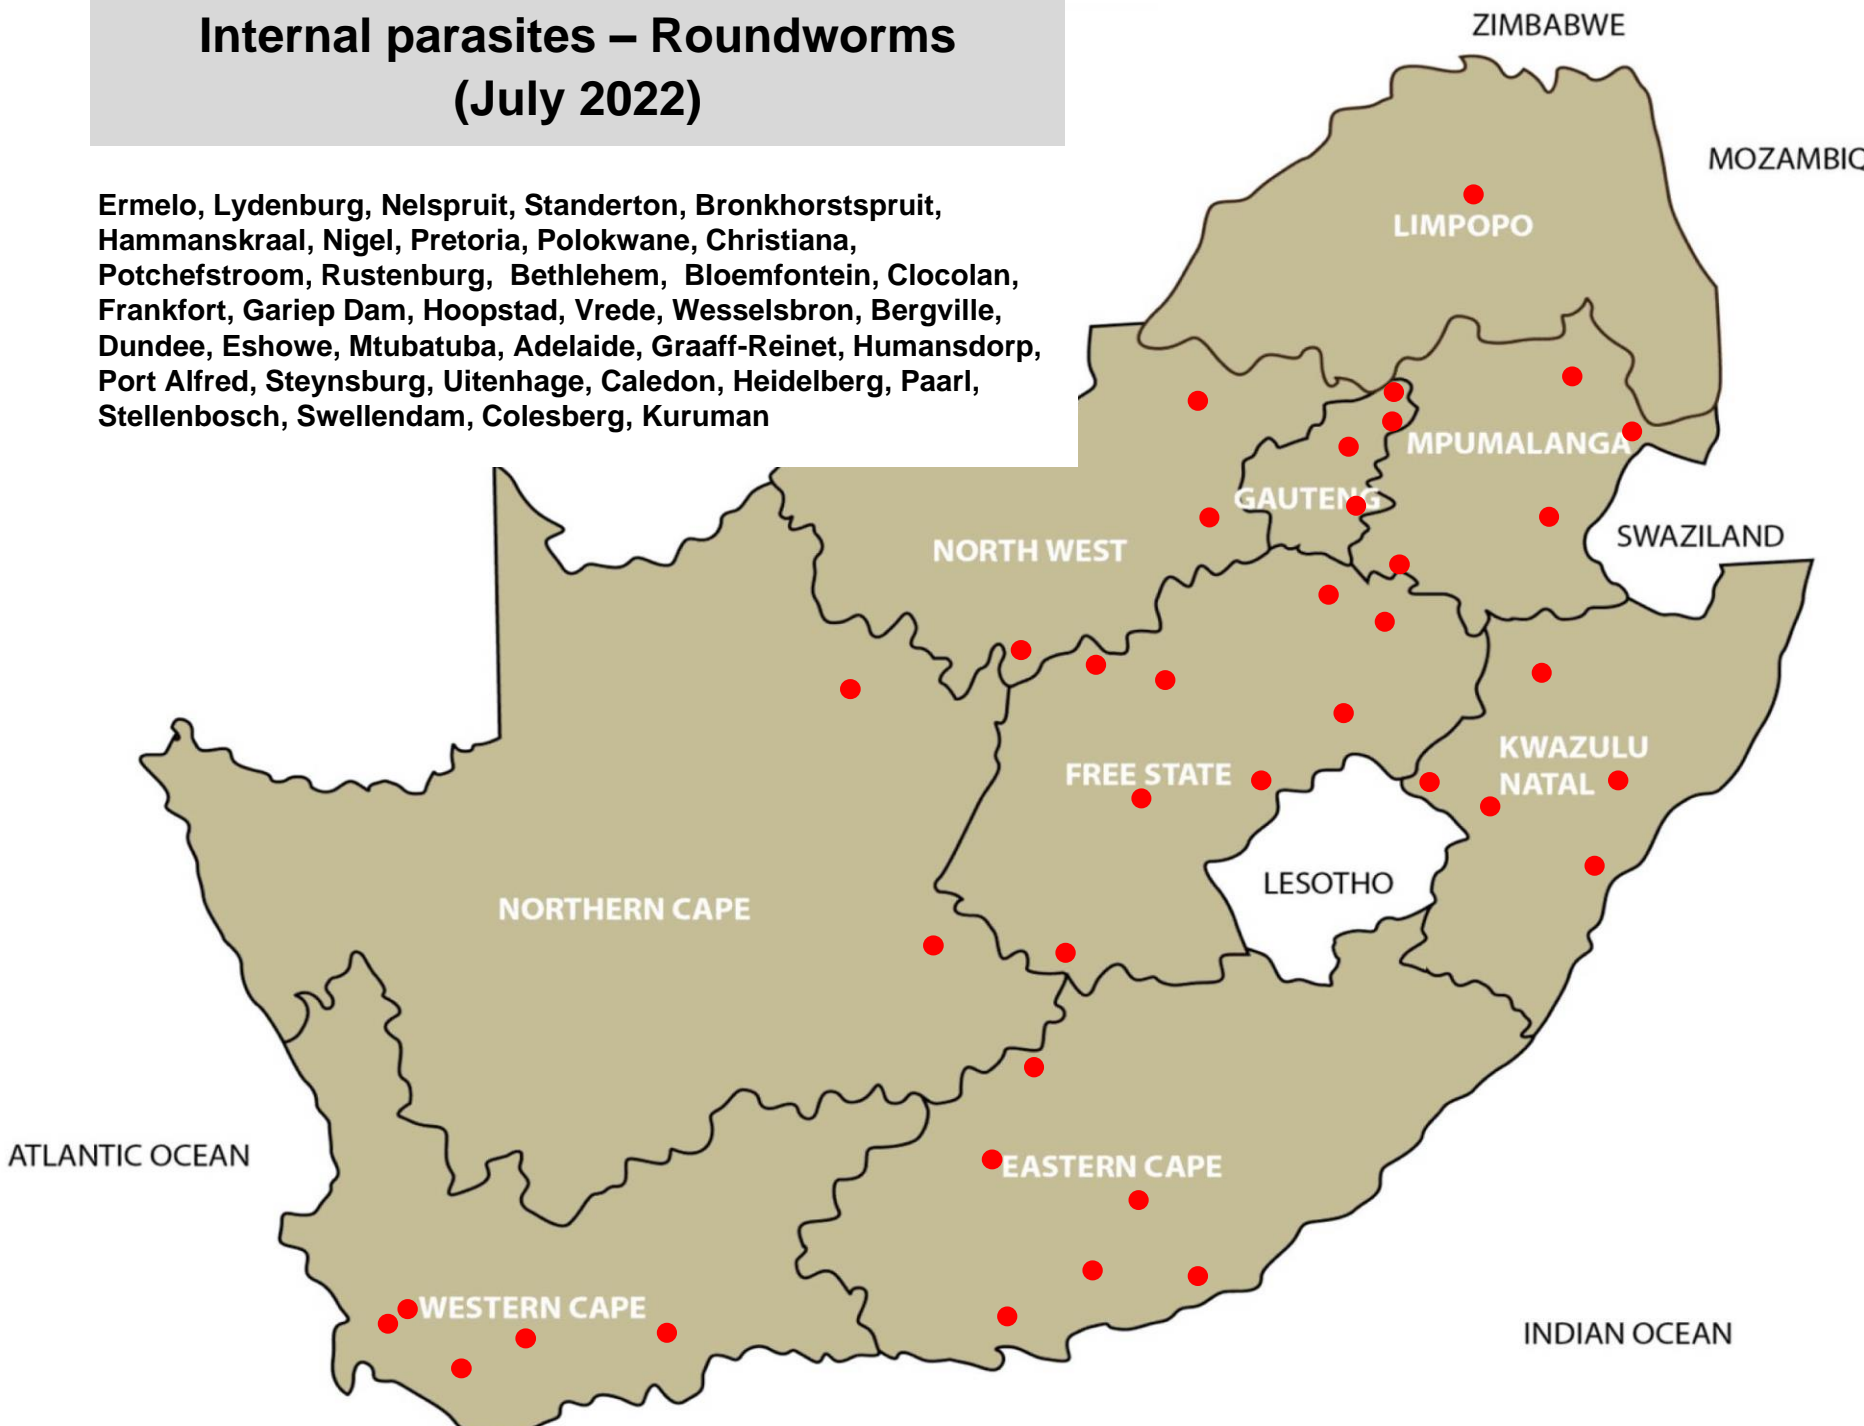 Internal parasites – Roundworms
(July 2022)
Ermelo, Lydenburg, Nelspruit, Standerton, Bronkhorstspruit,
Hammanskraal, Nigel, Pretoria, Polokwane, Christiana,
Potchefstroom, Rustenburg,  Bethlehem,  Bloemfontein, Clocolan,
Frankfort, Gariep Dam, Hoopstad, Vrede, Wesselsbron, Bergville,
Dundee, Eshowe, Mtubatuba, Adelaide, Graaff-Reinet, Humansdorp,
Port Alfred, Steynsburg, Uitenhage, Caledon, Heidelberg, Paarl,
Stellenbosch, Swellendam, Colesberg, Kuruman
ZIMBABWE
MOZAMBIQ
LIMPOPO
MPUMALANGA
GAUTENG
SWAZILAND
NORTH WEST
KWAZULU
NATAL
FREE STATE
LESOTHO
NORTHERN CAPE
ATLANTIC OCEAN
EASTERN CAPE
WESTERN CAPE
INDIAN OCEAN